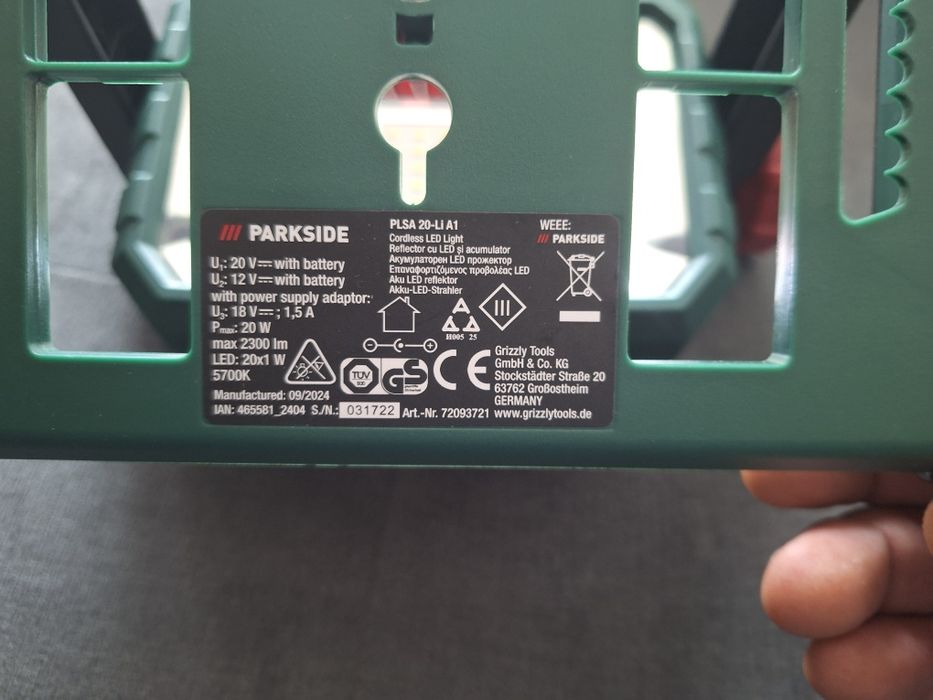 PARKSIDE
U₁: 20 V⎓with battery
U₂: 12 V⎓with battery
with power supply adaptor:
U₃: 18 V⎓; 1,5 A
Pmax: 20 W
max 2300 lm
LED: 20x1 W
5700K
Manufactured: 09/2024
IAN: 465581_2404 S./N.: 031722 Art.-Nr. 72093721 www.grizzlytools.de
PLSA 20-Li A1
Cordless LED Light
Reflector cu LED și acumulator
Акумулаторен LED прожектор
Επαναφορτιζόμενος προβολέας LED
Aku LED reflektor
Akku-LED-Strahler
WEEE:
PARKSIDE
III
H005 25
TÜV
SÜD
GS
CE
Grizzly Tools
GmbH & Co. KG
Stockstädter Straße 20
63762 Großostheim
GERMANY